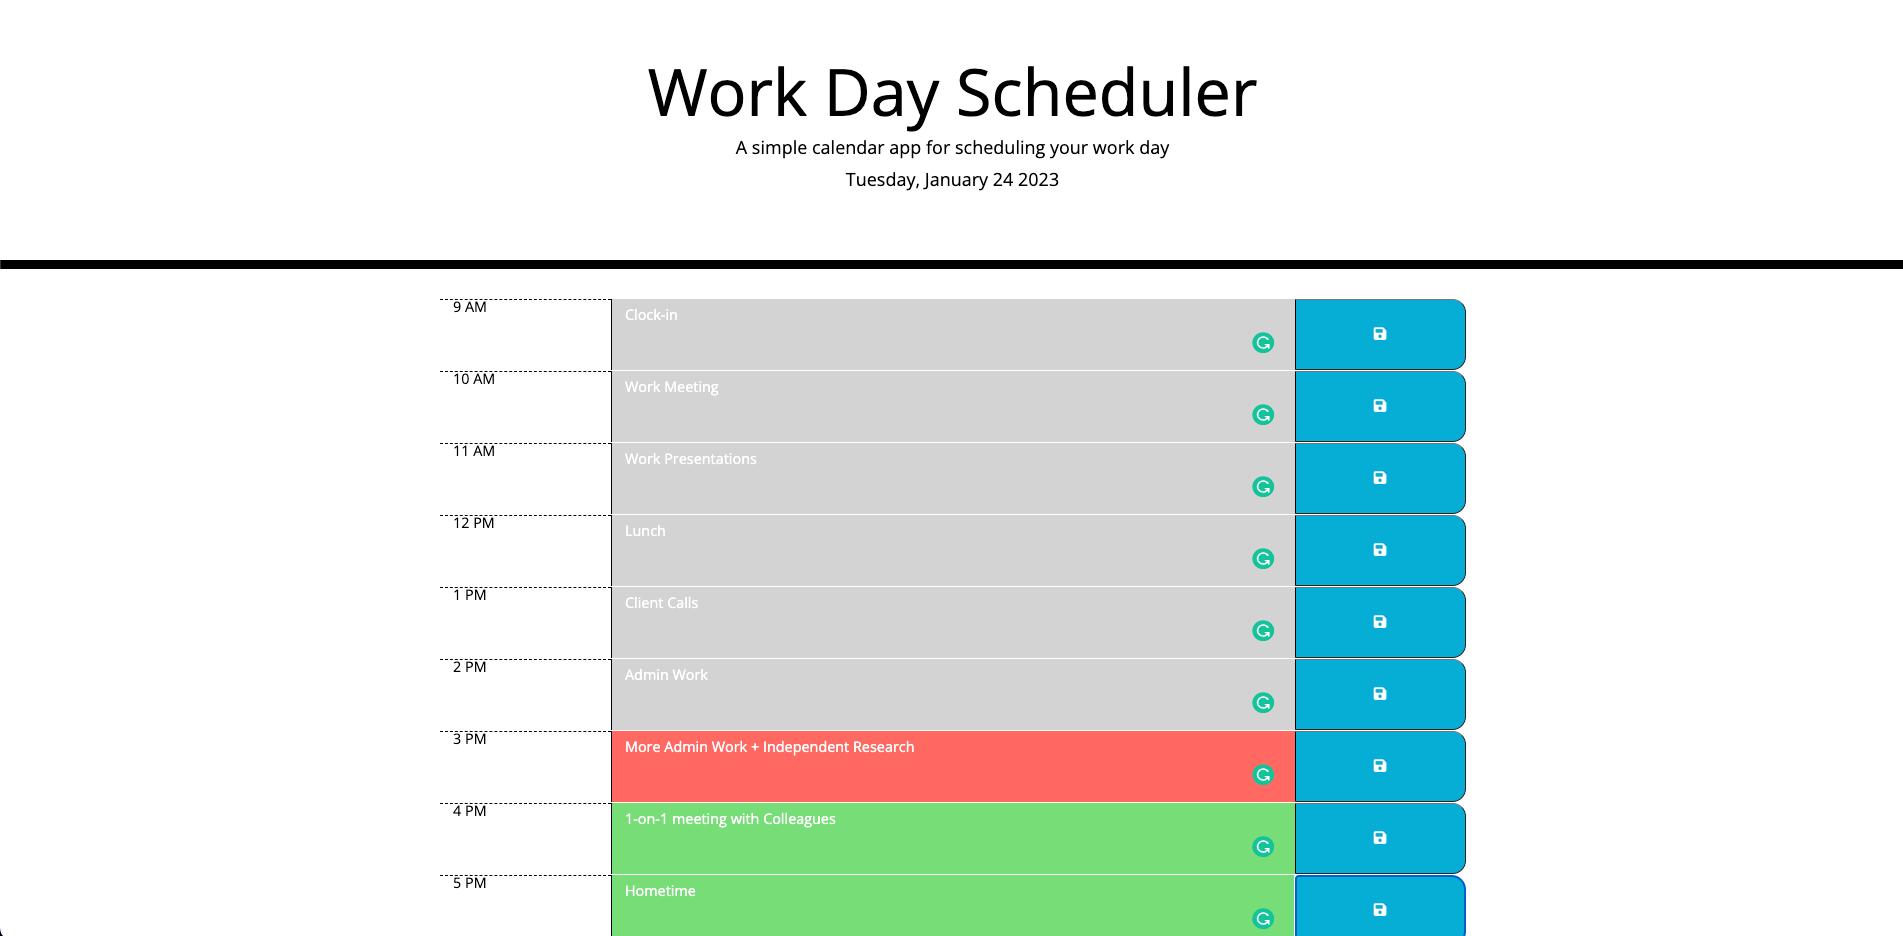 Work Day Scheduler
A simple calendar app for scheduling your work day
Tuesday, January 24 2023
9 AM
Clock-in
10 AM
Work Meeting
11 AM
Work Presentations
12 PM
Lunch
1 PM
Client Calls
2 PM
Admin Work
3 PM
More Admin Work + Independent Research
4 PM
1-on-1 meeting with Colleagues
5 PM
Hometime